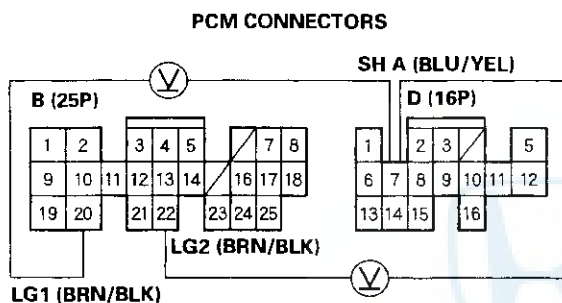 PCM CONNECTORS
SH A (BLU/YEL)
V
B (25P)
D (16P)
1 2 3 4 5 7 8
9 10 11 12 13 14 16 17 18
19 20 21 22 23 24 25
1 2 3 5
6 7 8 9 10 11 12
13 14 15 16
LG2 (BRN/BLK)
V
LG1 (BRN/BLK)